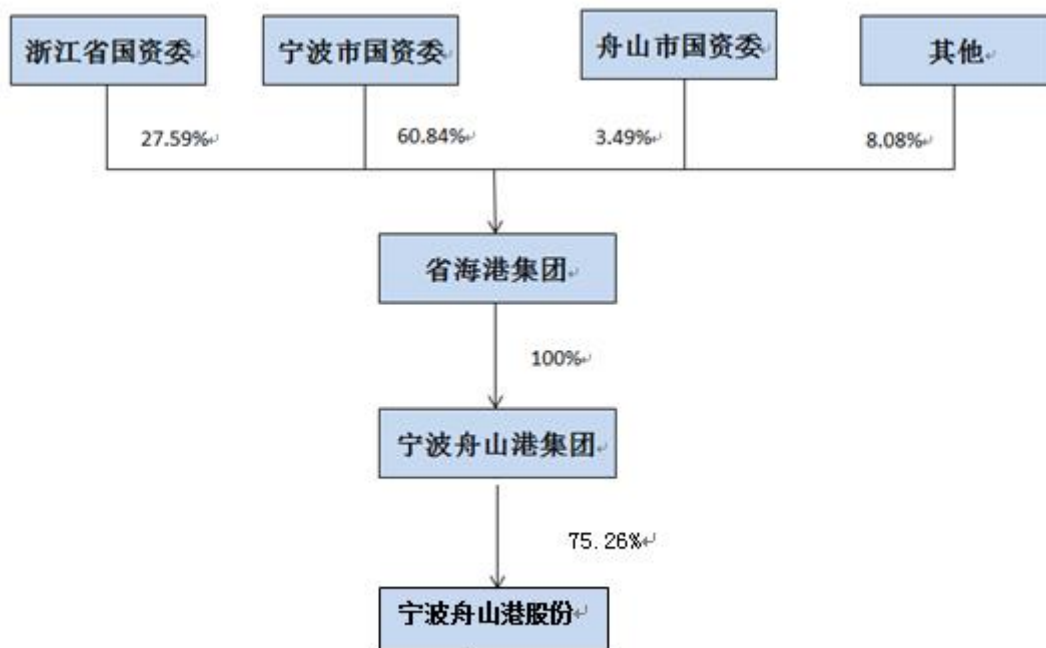 浙江省国资委↵
宁波市国资委↵
舟山市国资委↵
其他↵
27.59%↵
60.84%↵
3.49%↵
8.08%↵
省海港集团↵
100%↵
宁波舟山港集团↵
75.26%↵
宁波舟山港股份↵